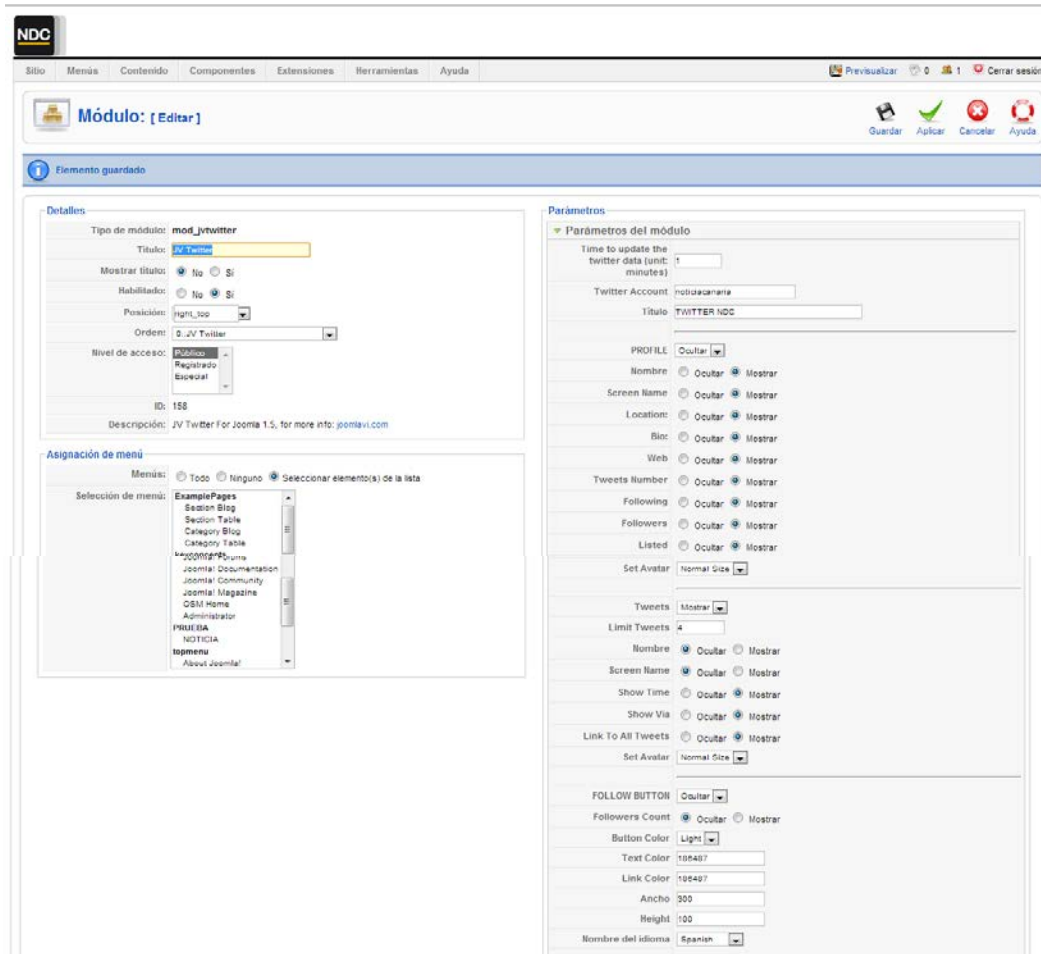 NDC
Sitio Menús Contenido Componentes Extensiones Herramientas Ayuda Previsualizar 0 1 Cerrar sesión
Módulo: [ Editar ]
Guardar Aplicar Cancelar Ayuda
Elemento guardado
Detalles
Tipo de módulo: mod_jvtwitter
Titulo: JV Twitter
Mostrar titulo: No Sí
Habilitado: No Sí
Posición: right_top
Orden: 0..JV Twitter
Nivel de acceso: Público
Registrado
Especial
ID: 158
Descripción: JV Twitter For Joomla 1.5, for more info: joomlavi.com
Asignación de menú
Menús: Todo Ninguno Seleccionar elemento(s) de la lista
Selección de menú: ExamplePages
Section Blog
Section Table
Category Blog
Category Table
Joomla! Forums
Joomla! Documentation
Joomla! Community
Joomla! Magazine
OSM Home
Administrator
PRUEBA
NOTICIA
topmenu
About Joomla!
Parámetros
Parámetros del módulo
Time to update the
twitter data (unit: 1
minutes)
Twitter Account noticiacanaria
Titulo TWITTER NDC
PROFILE Ocultar
Nombre Ocultar Mostrar
Screen Name Ocultar Mostrar
Location: Ocultar Mostrar
Bio: Ocultar Mostrar
Web Ocultar Mostrar
Tweets Number Ocultar Mostrar
Following Ocultar Mostrar
Followers Ocultar Mostrar
Listed Ocultar Mostrar
Set Avatar Normal Size
Tweets Mostrar
Limit Tweets 4
Nombre Ocultar Mostrar
Screen Name Ocultar Mostrar
Show Time Ocultar Mostrar
Show Via Ocultar Mostrar
Link To All Tweets Ocultar Mostrar
Set Avatar Normal Size
FOLLOW BUTTON Ocultar
Followers Count Ocultar Mostrar
Button Color Light
Text Color 186487
Link Color 186487
Ancho 300
Height 100
Nombre del idioma Spanish